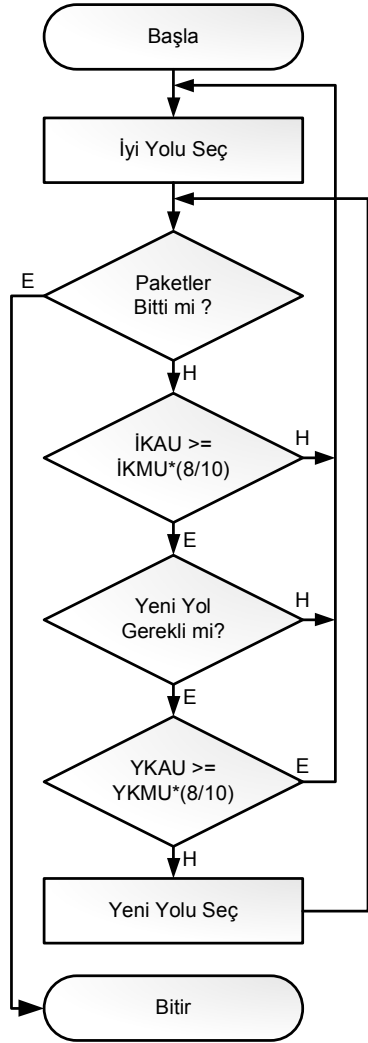 Başla
İyi Yolu Seç
E
Paketler
Bitti mi ?
H
İKAU >=
İKMU*(8/10)
H
E
Yeni Yol
Gerekli mi?
H
E
YKAU >=
YKMU*(8/10)
E
H
Yeni Yolu Seç
Bitir